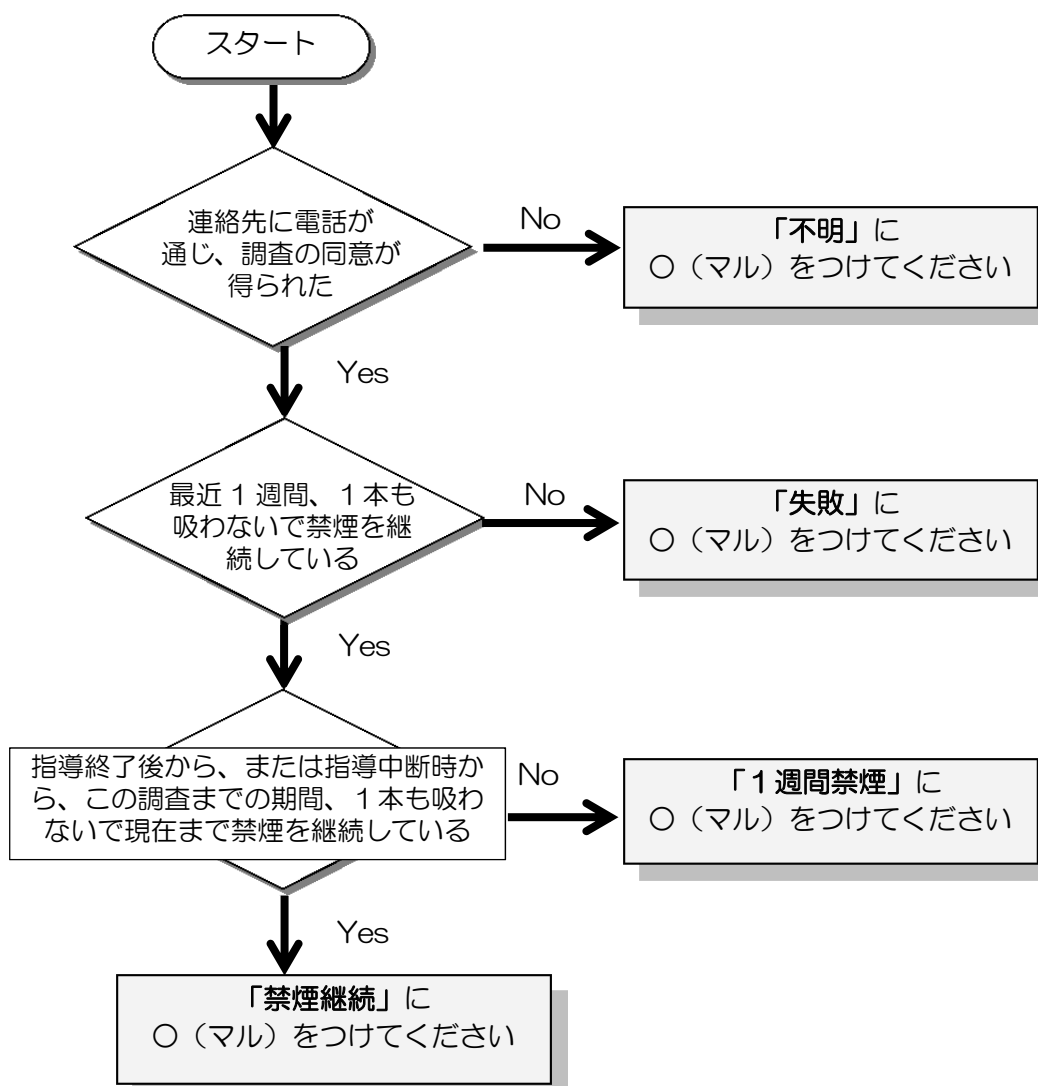 スタート
連絡先に電話が
通じ、調査の同意が
得られた
No
「不明」に
○（マル）をつけてください
Yes
最近１週間、１本も
吸わないで禁煙を継
続している
No
「失敗」に
○（マル）をつけてください
Yes
指導終了後から、または指導中断時か
ら、この調査までの期間、１本も吸わ
ないで現在まで禁煙を継続している
No
「１週間禁煙」に
○（マル）をつけてください
Yes
「禁煙継続」に
○（マル）をつけてください